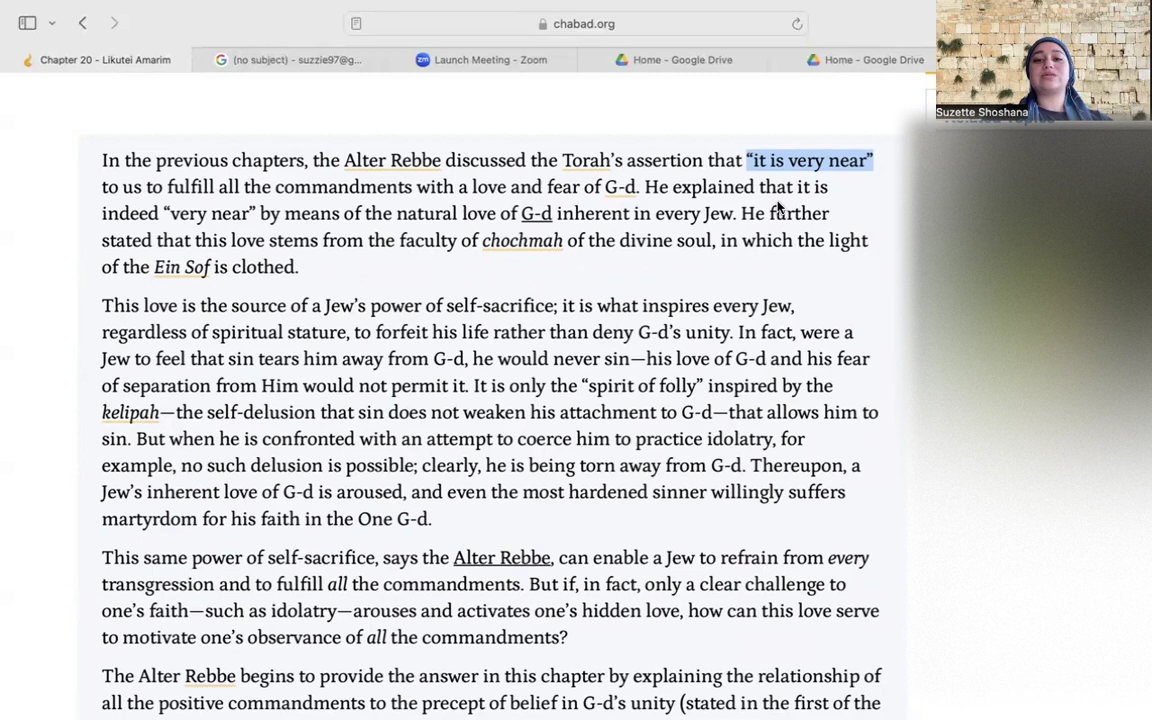 chabad.org
Chapter 20 - Likutei Amarim
(no subject) - suzzie97@g...
Launch Meeting - Zoom
Home - Google Drive
Home - Google Drive
Suzette Shoshana
In the previous chapters, the Alter Rebbe discussed the Torah’s assertion that “it is very near”
to us to fulfill all the commandments with a love and fear of G-d. He explained that it is
indeed “very near” by means of the natural love of G-d inherent in every Jew. He further
stated that this love stems from the faculty of chochmah of the divine soul, in which the light
of the Ein Sof is clothed.
This love is the source of a Jew’s power of self-sacrifice; it is what inspires every Jew,
regardless of spiritual stature, to forfeit his life rather than deny G-d’s unity. In fact, were a
Jew to feel that sin tears him away from G-d, he would never sin—his love of G-d and his fear
of separation from Him would not permit it. It is only the “spirit of folly” inspired by the
kelipah—the self-delusion that sin does not weaken his attachment to G-d—that allows him to
sin. But when he is confronted with an attempt to coerce him to practice idolatry, for
example, no such delusion is possible; clearly, he is being torn away from G-d. Thereupon, a
Jew’s inherent love of G-d is aroused, and even the most hardened sinner willingly suffers
martyrdom for his faith in the One G-d.
This same power of self-sacrifice, says the Alter Rebbe, can enable a Jew to refrain from every
transgression and to fulfill all the commandments. But if, in fact, only a clear challenge to
one’s faith—such as idolatry—arouses and activates one’s hidden love, how can this love serve
to motivate one’s observance of all the commandments?
The Alter Rebbe begins to provide the answer in this chapter by explaining the relationship of
all the positive commandments to the precept of belief in G-d’s unity (stated in the first of the